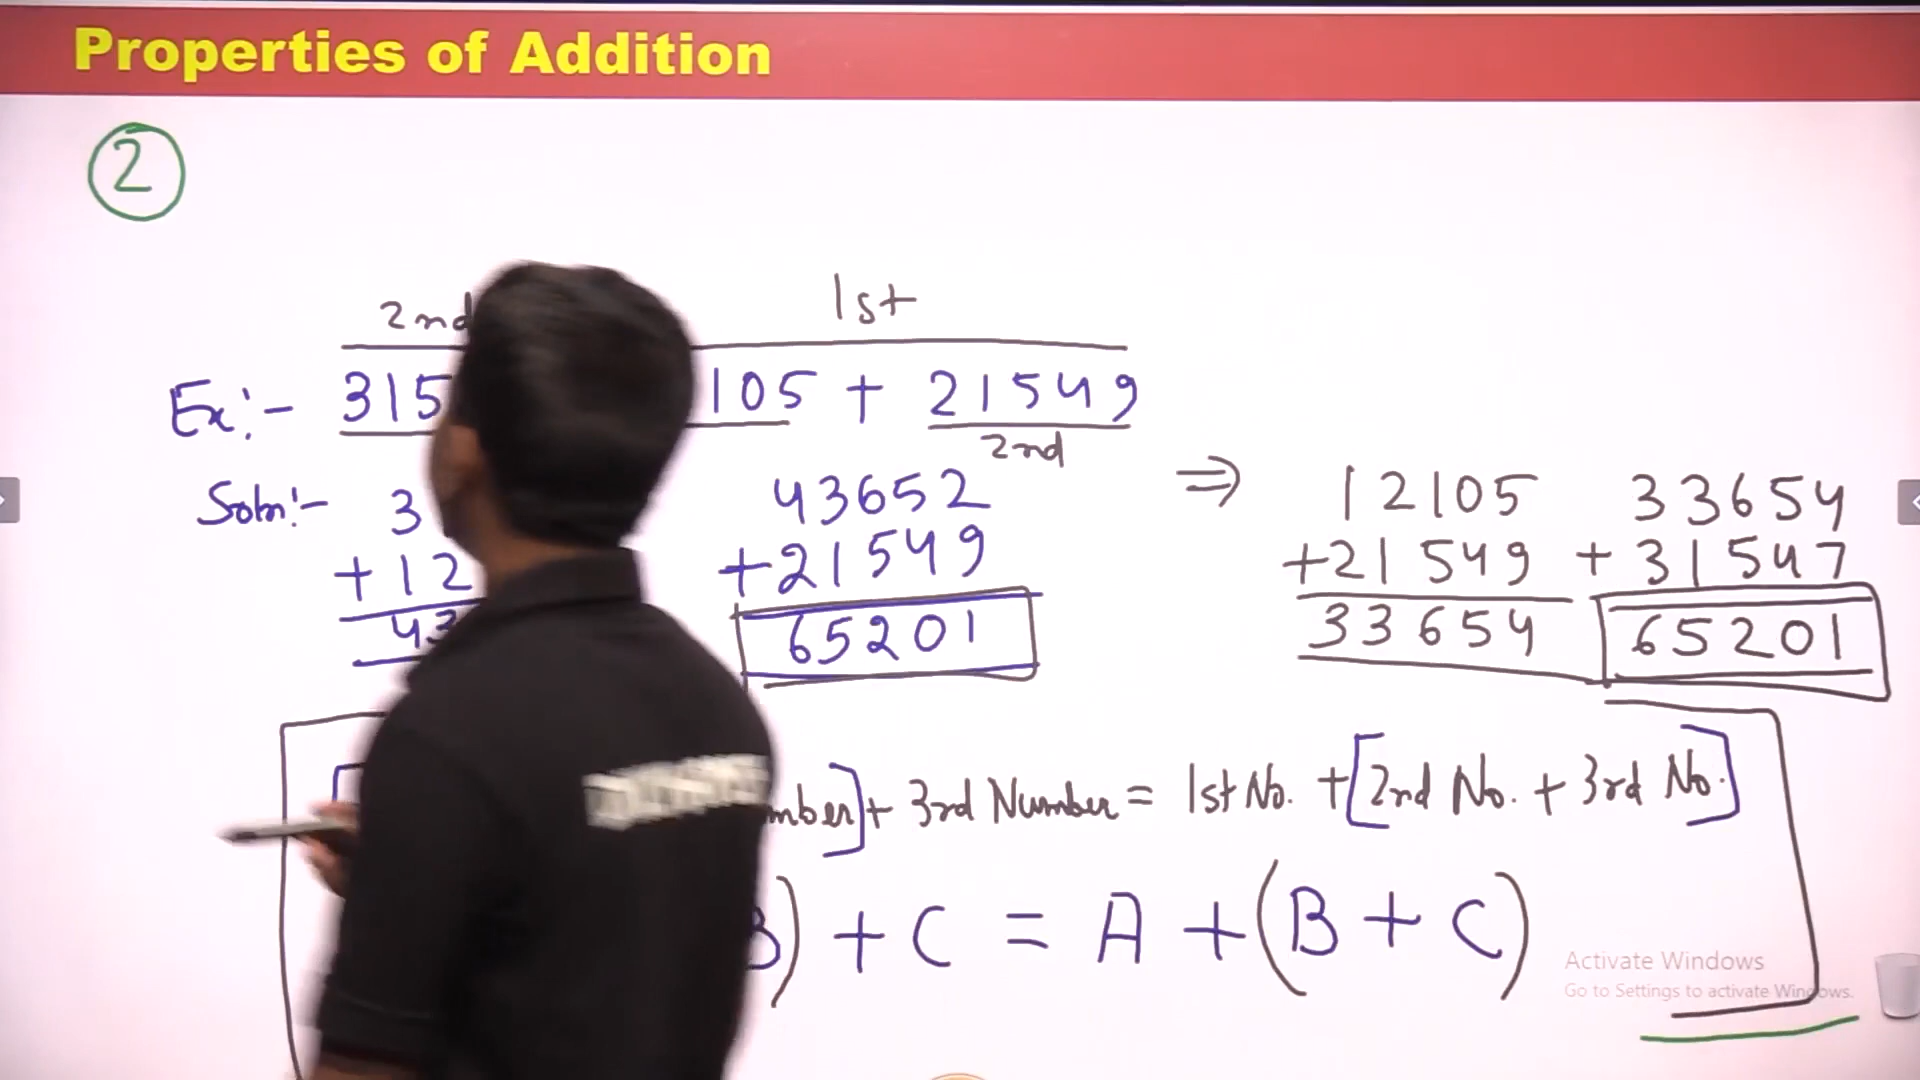 Properties of Addition
2
2nd 1st
Ex:- 315 105 + 21549
2nd
Soln:- 3 43652 ⇒ 12105 33654
+ 12 +21549 +21549 + 31547
43 65201 33654 65201
mber] + 3rd Number = 1st No. + [2nd No. + 3rd No.]
B) + C = A + (B + C)
Activate Windows
Go to Settings to activate Windows.